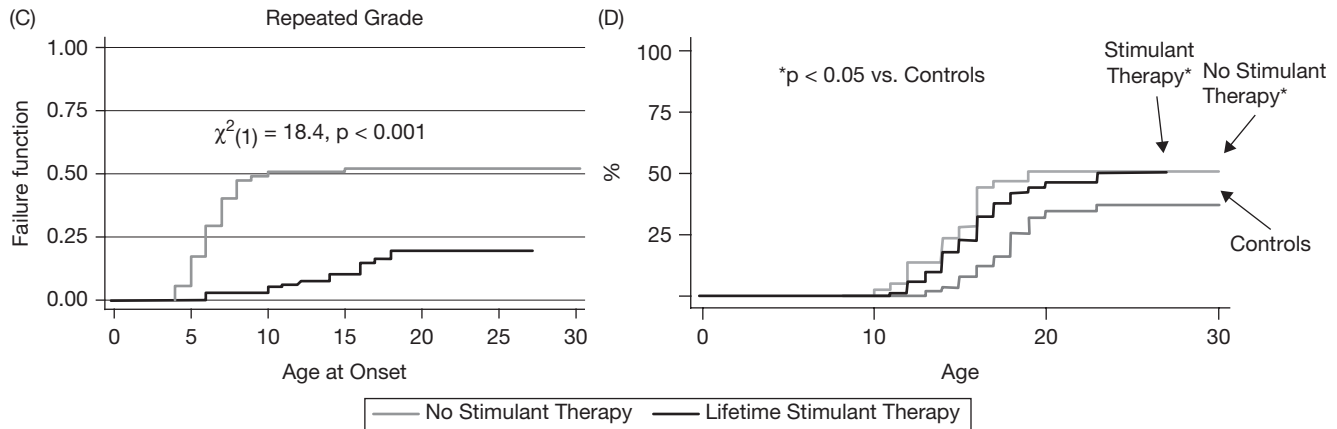 (C)
Repeated Grade
1.00
0.75
0.50
0.25
0.00
Failure function
χ²(1) = 18.4, p < 0.001
0 5 10 15 20 25 30
Age at Onset
(D)
100
75
50
25
%
*p < 0.05 vs. Controls
Stimulant
Therapy*
No Stimulant
Therapy*
Controls
0 10 20 30
Age
No Stimulant Therapy
Lifetime Stimulant Therapy